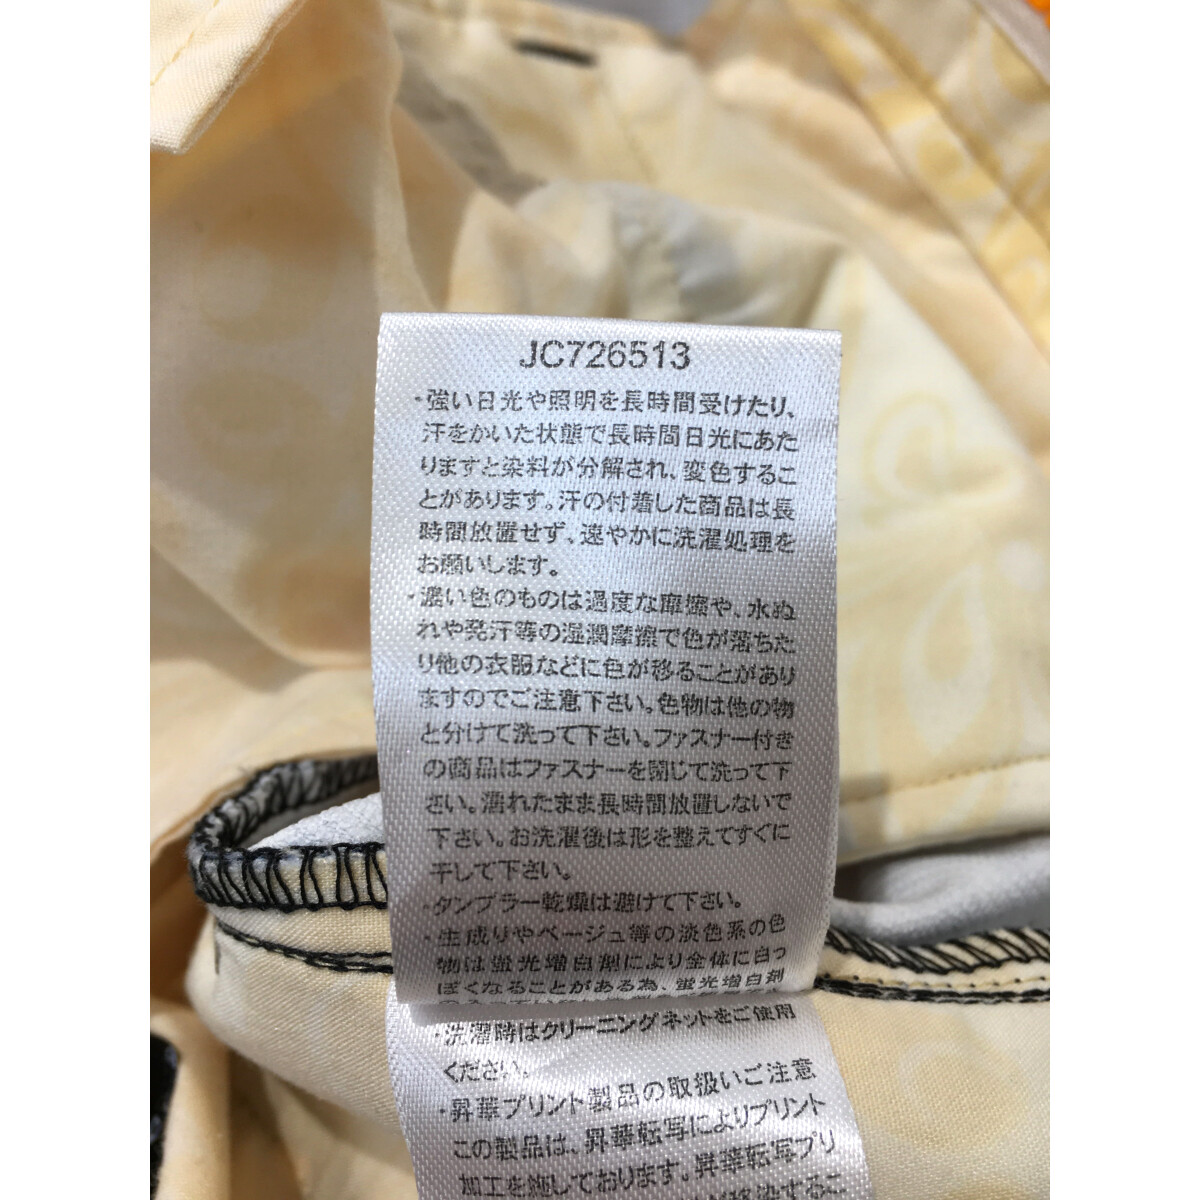 JC726513
・強い日光や照明を長時間受けたり、
汗をかいた状態で長時間日光にあた
りますと染料が分解され、変色するこ
とがあります。汗の付着した商品は長
時間放置せず、速やかに洗濯処理を
お願いします。
・濃い色のものは過度な摩擦や、水ぬ
れや発汗等の湿潤摩擦で色が落ちた
り他の衣服などに色が移ることがあり
ますのでご注意下さい。色物は他の物
と分けて洗って下さい。ファスナー付き
の商品はファスナーを閉じて洗って下
さい。濡れたまま長時間放置しないで
下さい。お洗濯後は形を整えてすぐに
干して下さい。
・タンブラー乾燥は避けて下さい。
・生成りやベージュ等の淡色系の色
物は蛍光増白剤により全体に白っ
ぽくなることがある為、蛍光増白剤
・洗濯時はクリーニングネットをご使用
ください。
・昇華プリント製品の取扱いご注意
この製品は、昇華転写によりプリント
加工を施しております。昇華転写プリ